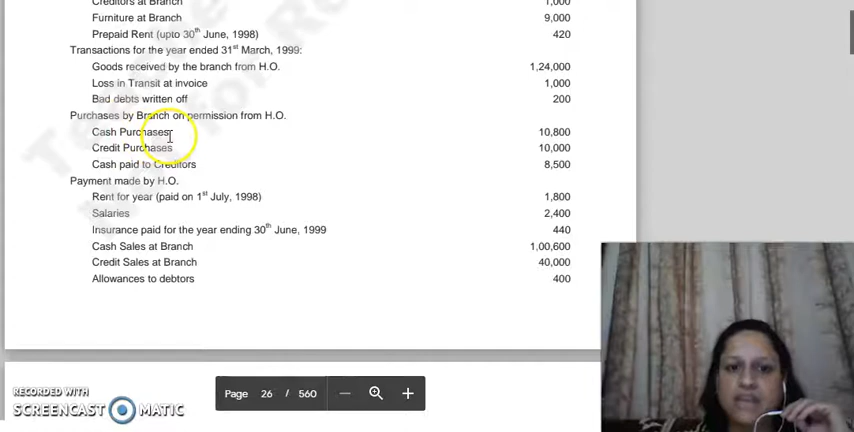 Creditors at Branch 1,000
Furniture at Branch 9,000
Prepaid Rent (upto 30th June, 1998) 420
Transactions for the year ended 31st March, 1999:
Goods received by the branch from H.O. 1,24,000
Loss in Transit at invoice 1,000
Bad debts written off 200
Purchases by Branch on permission from H.O.
Cash Purchases 10,800
Credit Purchases 10,000
Cash paid to Creditors 8,500
Payment made by H.O.
Rent for year (paid on 1st July, 1998) 1,800
Salaries 2,400
Insurance paid for the year ending 30th June, 1999 440
Cash Sales at Branch 1,00,600
Credit Sales at Branch 40,000
Allowances to debtors 400
Page 26 / 560
RECORDED WITH
SCREENCAST MATIC